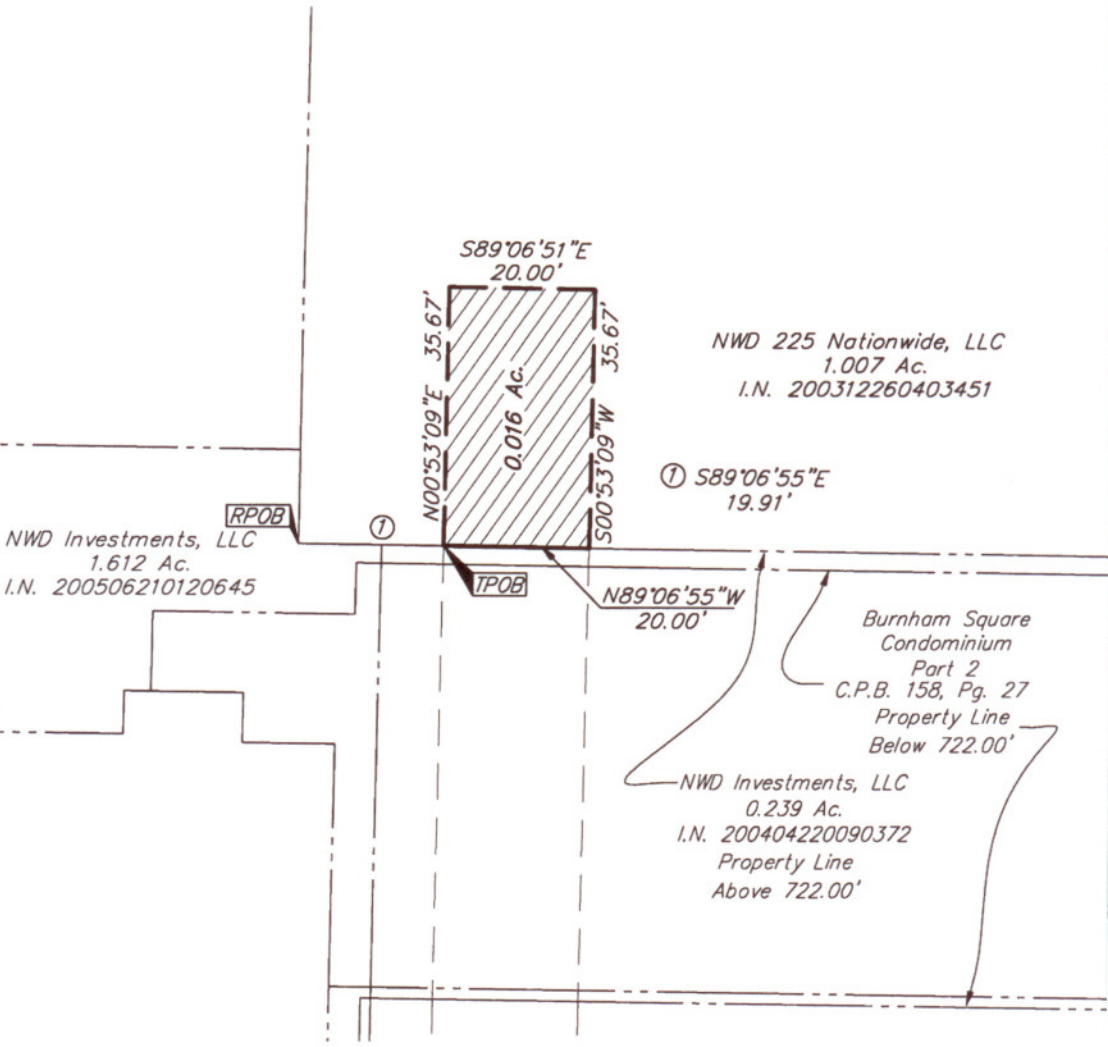 S89°06'51"E
20.00'
N00°53'09"E 35.67'
0.016 Ac.
S00°53'09"W 35.67'
NWD 225 Nationwide, LLC
1.007 Ac.
I.N. 200312260403451
① S89°06'55"E
19.91'
RPOB
①
NWD Investments, LLC
1.612 Ac.
I.N. 200506210120645
TPOB
N89°06'55"W
20.00'
Burnham Square
Condominium
Part 2
C.P.B. 158, Pg. 27
Property Line
Below 722.00'
NWD Investments, LLC
0.239 Ac.
I.N. 200404220090372
Property Line
Above 722.00'